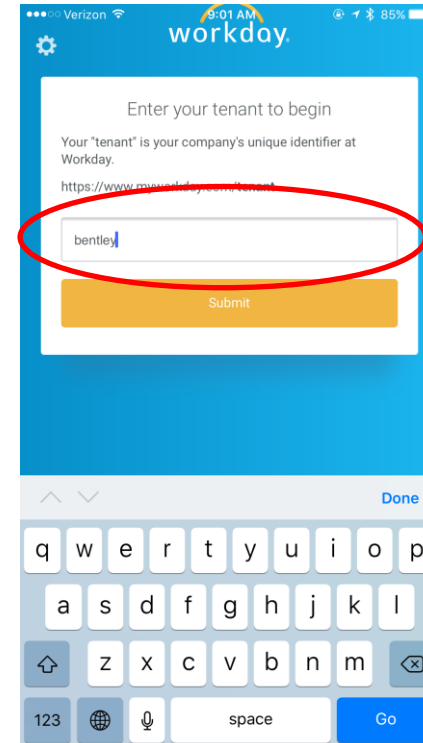 Verizon 9:01 AM 85%
workday.
Enter your tenant to begin
Your "tenant" is your company's unique identifier at
Workday.
https://www.myworkday.com/tenant
bentley
Submit
Done
q w e r t y u i o p
a s d f g h j k l
z x c v b n m
123 space Go